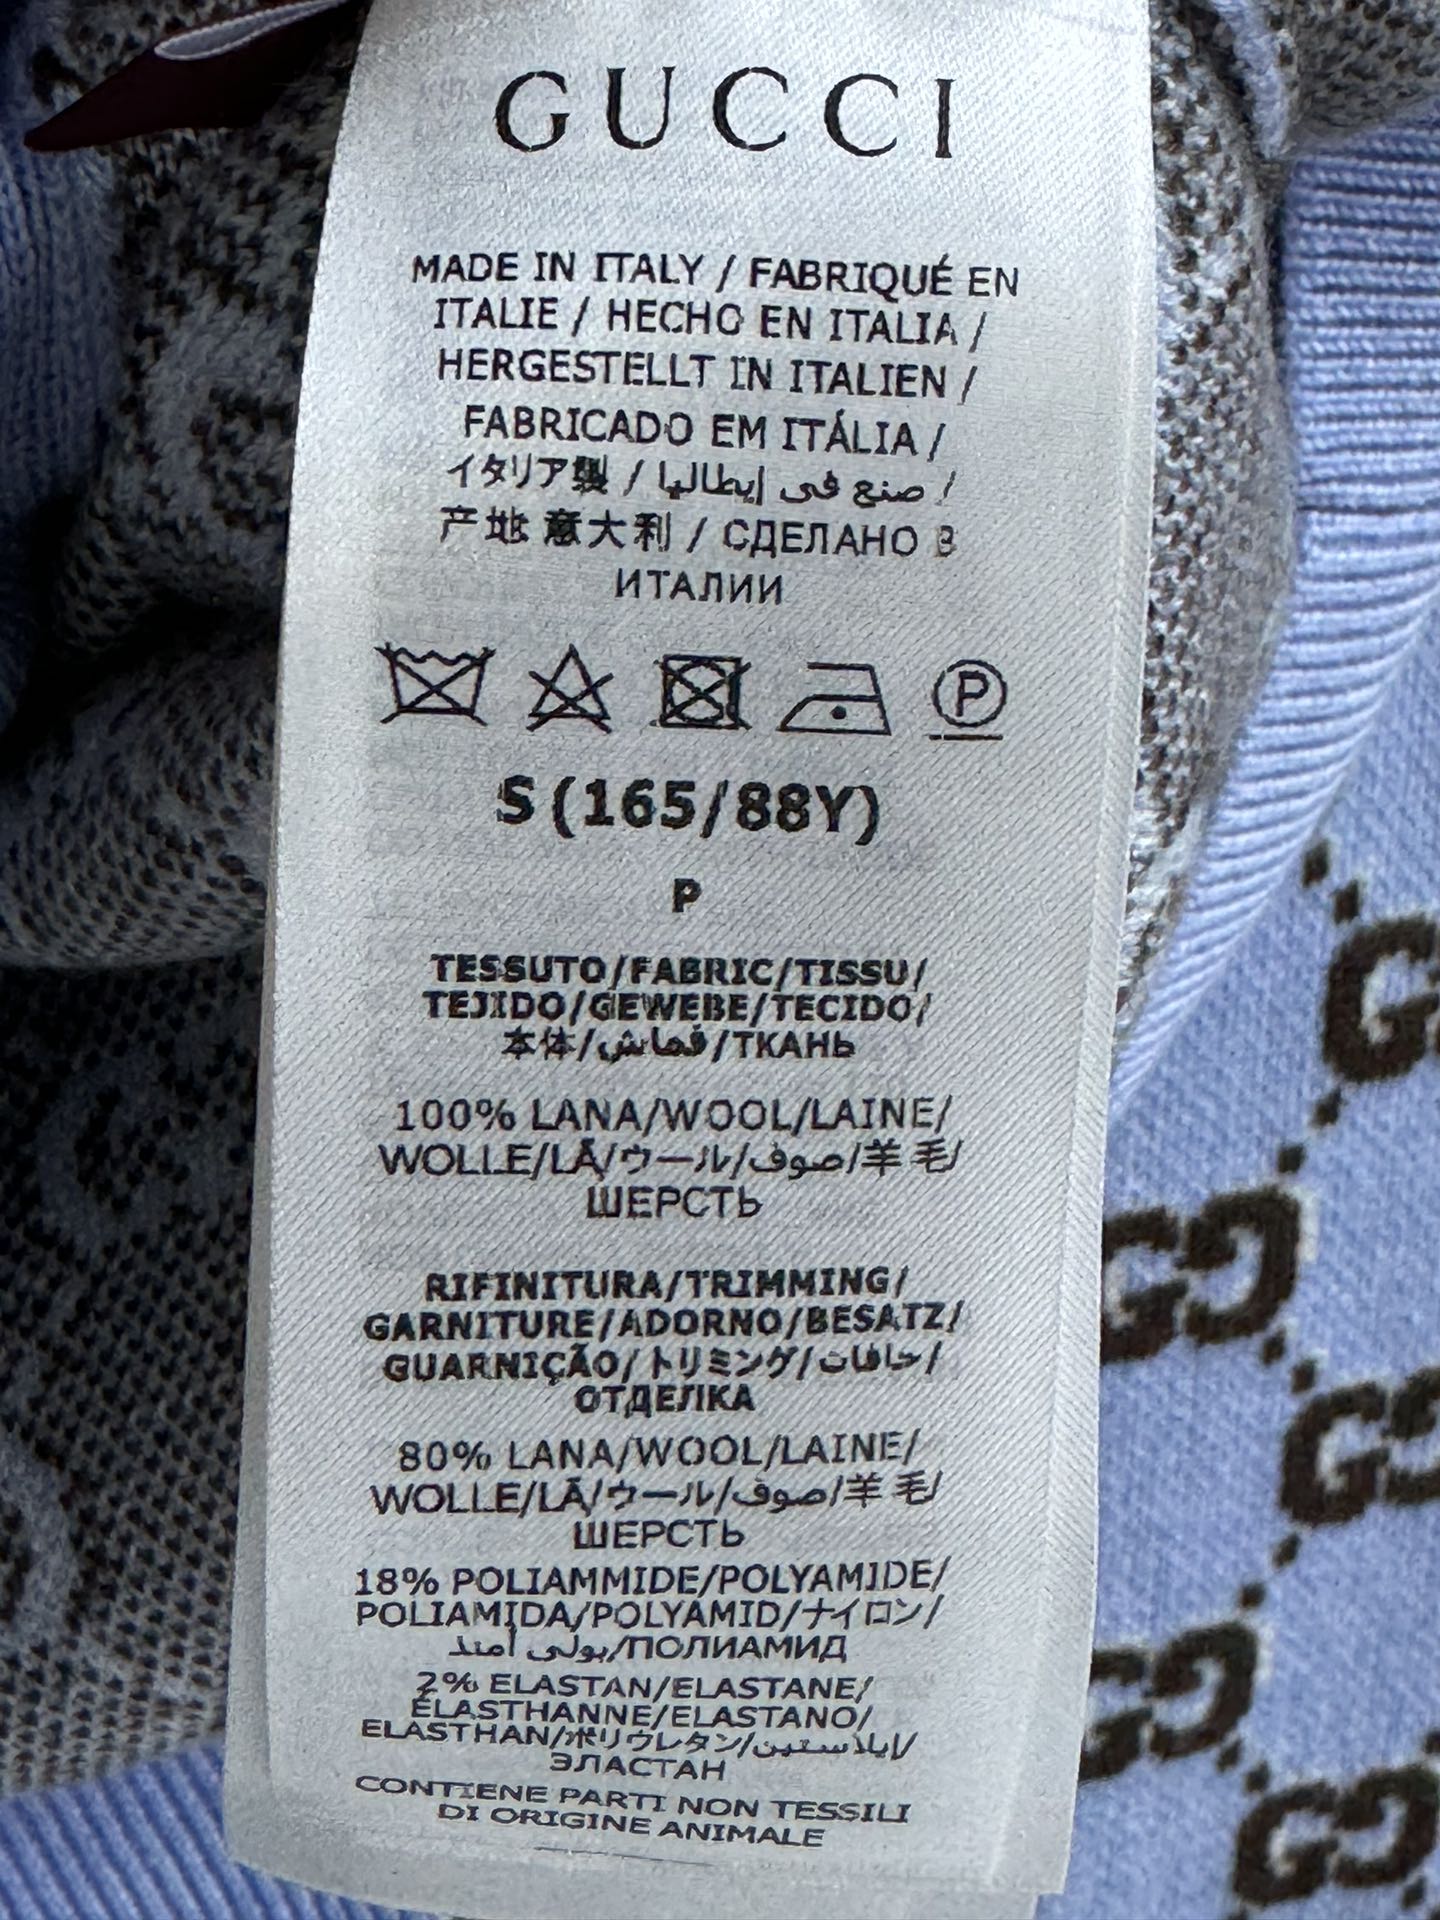 GUCCI
MADE IN ITALY / FABRIQUÉ EN
ITALIE / HECHO EN ITALIA /
HERGESTELLT IN ITALIEN /
FABRICADO EM ITÁLIA /
イタリア製 / صنع في إيطاليا /
产地 意大利 / СДЕЛАНО В
ИТАЛИИ
P
S (165/88Y)
P
TESSUTO/FABRIC/TISSU/
TEJIDO/GEWEBE/TECIDO/
本体/قماش/ТКАНЬ
100% LANA/WOOL/LAINE/
WOLLE/LÃ/ウール/صوف/羊毛/
ШЕРСТЬ
RIFINITURA/TRIMMING/
GARNITURE/ADORNO/BESATZ/
GUARNIÇÃO/トリミング/حافات/
ОТДЕЛКА
80% LANA/WOOL/LAINE/
WOLLE/LÃ/ウール/صوف/羊毛/
ШЕРСТЬ
18% POLIAMMIDE/POLYAMIDE/
POLIAMIDA/POLYAMID/ナイロン/
بولي أميد/ПОЛИАМИД
2% ELASTAN/ELASTANE/
ÉLASTHANNE/ELASTANO/
ELASTHAN/ポリウレタン/إيلاستين/
ЭЛАСТАН
CONTIENE PARTI NON TESSILI
DI ORIGINE ANIMALE